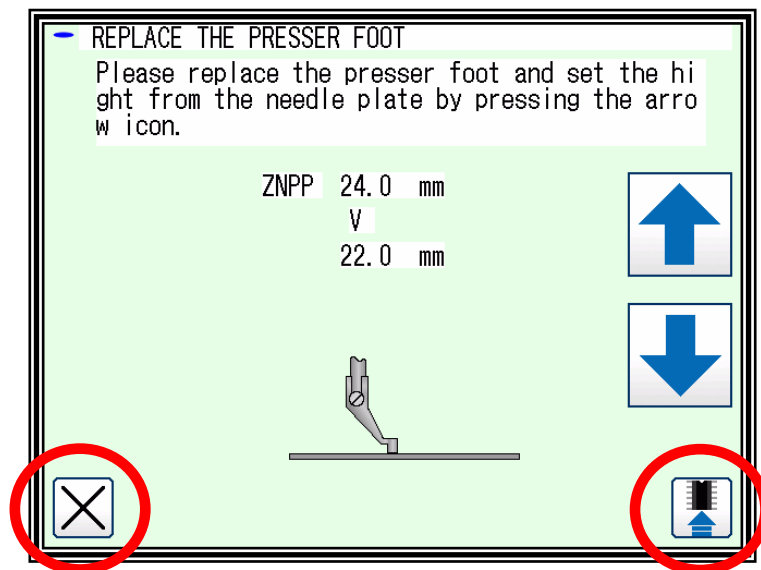 REPLACE THE PRESSER FOOT
Please replace the presser foot and set the hi
ght from the needle plate by pressing the arro
w icon.
ZNPP 24.0 mm
V
22.0 mm